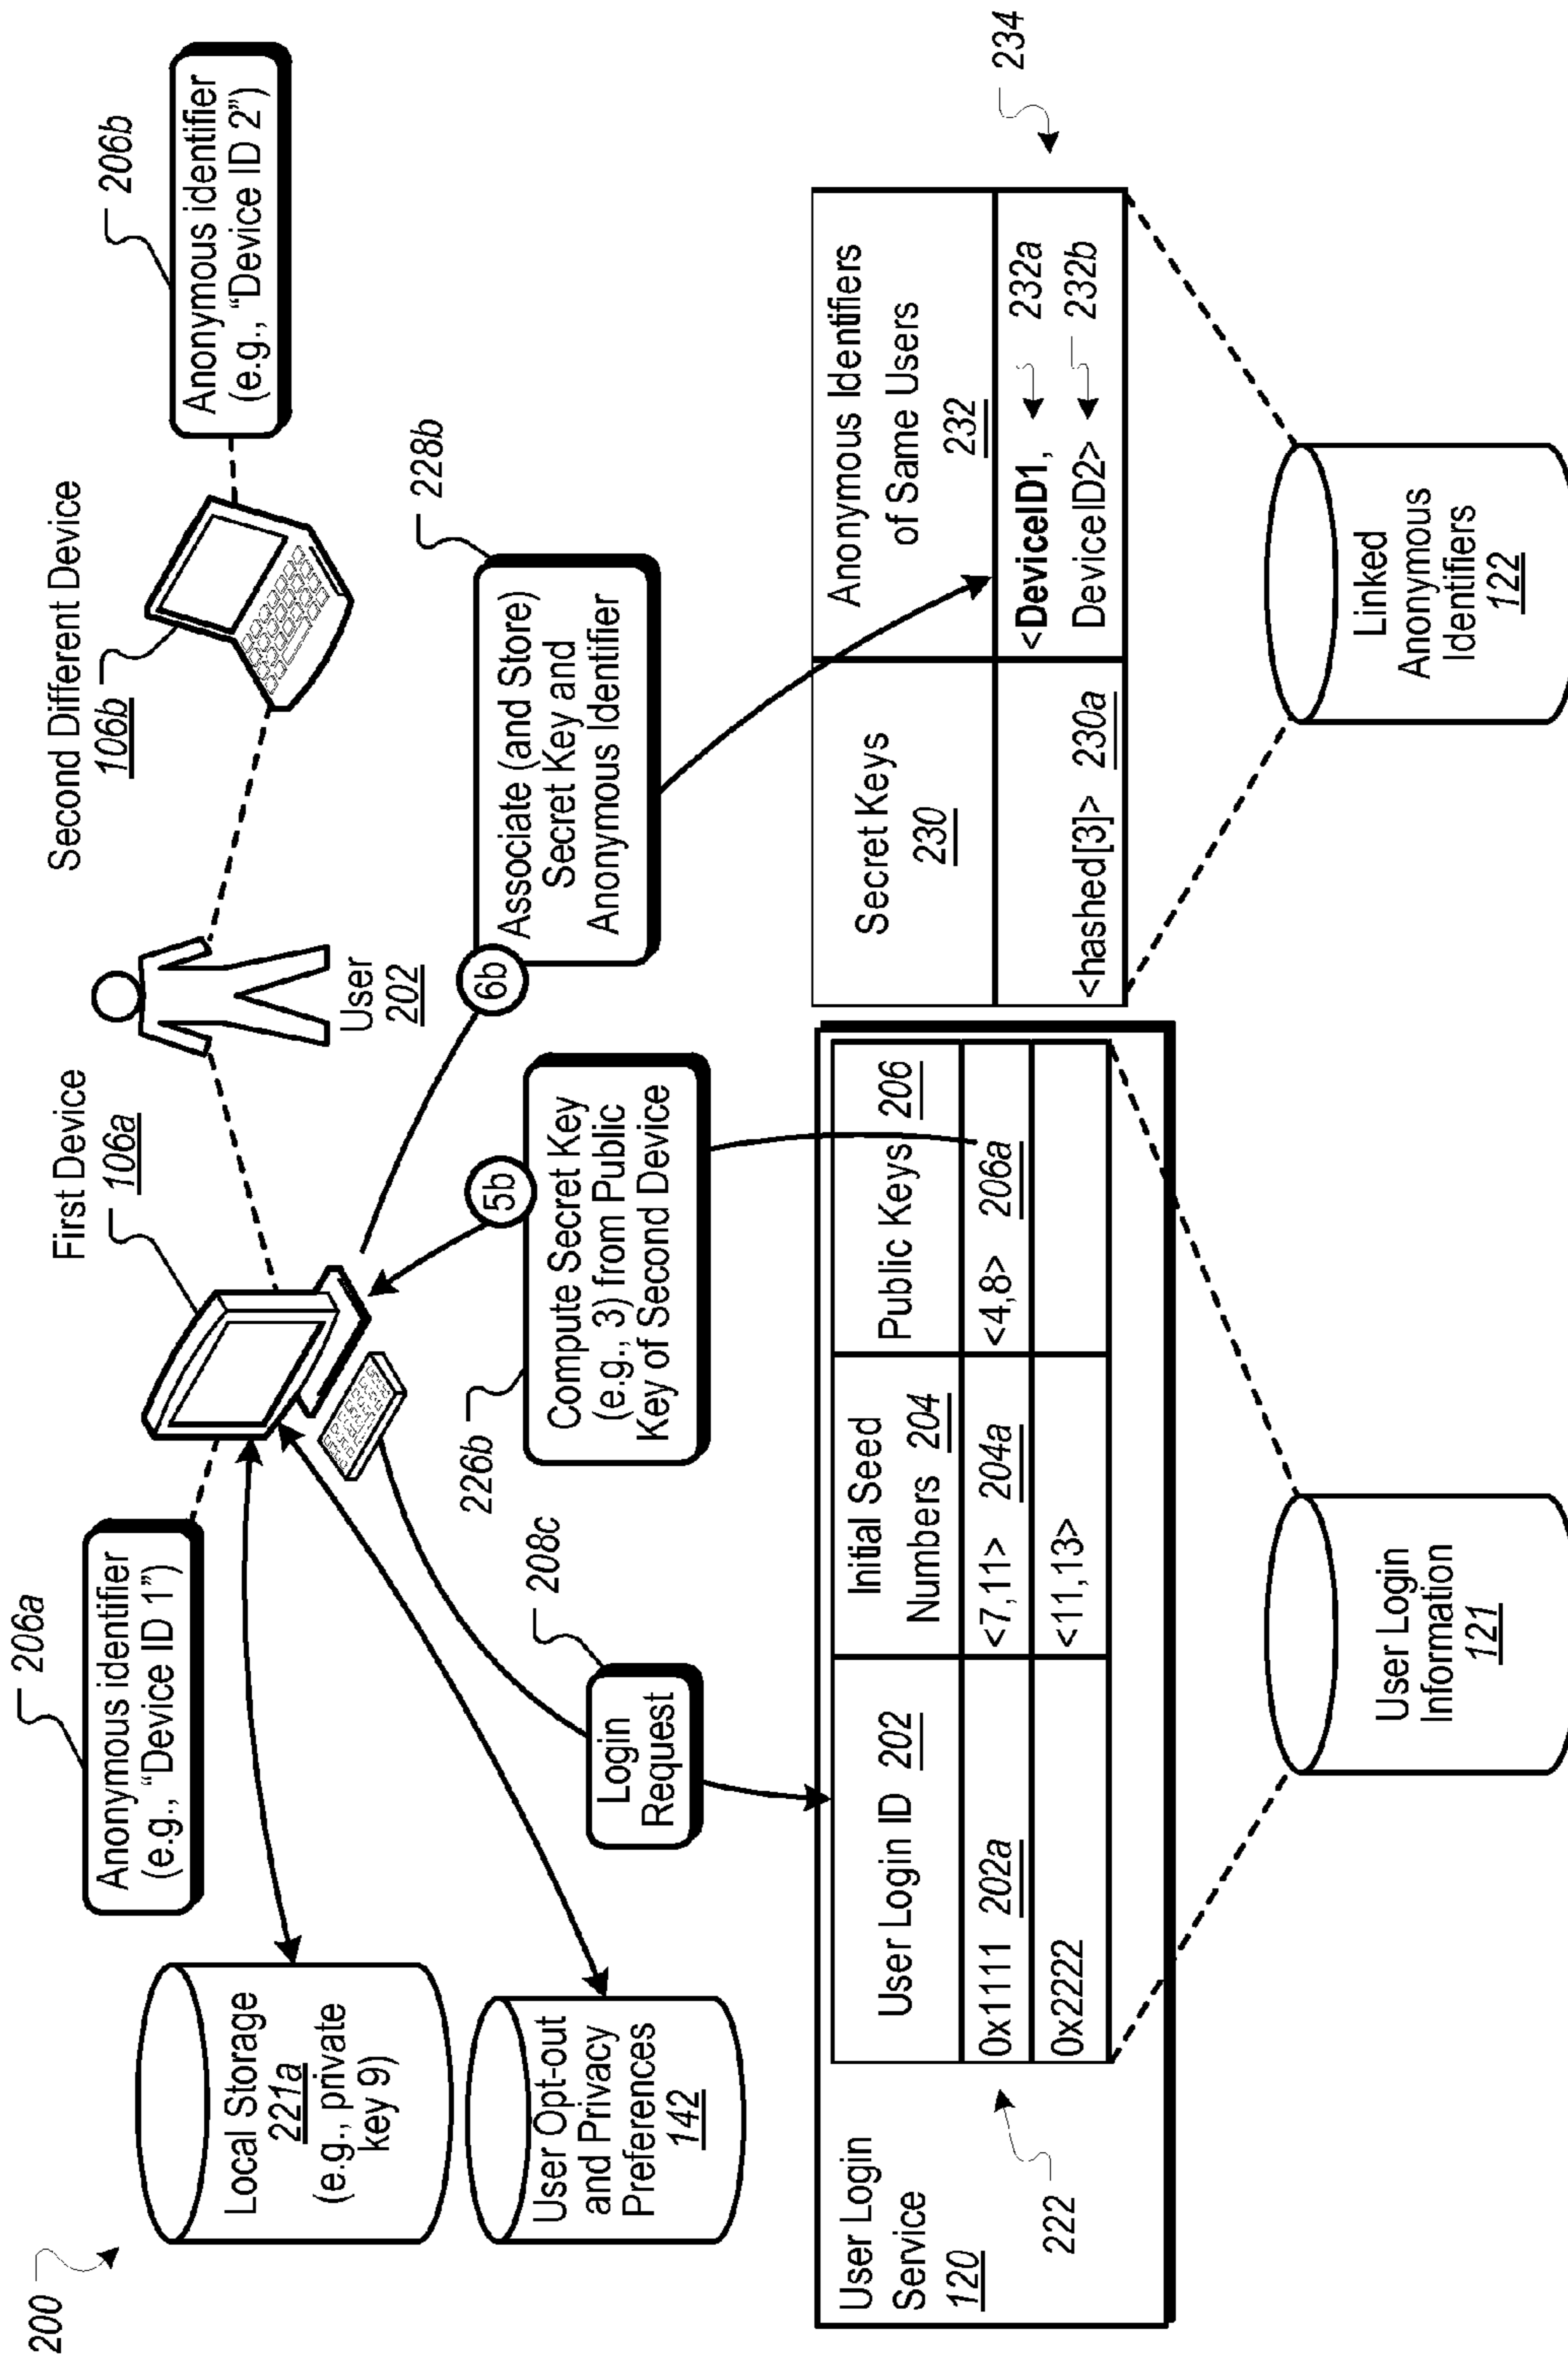 200
206a
Anonymous identifier
(e.g., “Device ID 1”)
First Device
106a
User
202
Second Different Device
106b
206b
Anonymous identifier
(e.g., “Device ID 2”)
Local Storage
221a
(e.g., private
key 9)
User Opt-out
and Privacy
Preferences
142
208c
Login
Request
226b
5b
Compute Secret Key
(e.g., 3) from Public
Key of Second Device
6b
228b
Associate (and Store)
Secret Key and
Anonymous Identifier
User Login
Service
120
222
User Login ID 202
Initial Seed
Numbers 204
Public Keys 206
0x1111 202a
<7,11> 204a
<4,8> 206a
0x2222
<11,13>
Secret Keys
230
Anonymous Identifiers
of Same Users
232
<hashed[3]> 230a
<DeviceID1, 232a
DeviceID2> 232b
234
User Login
Information
121
Linked
Anonymous
Identifiers
122